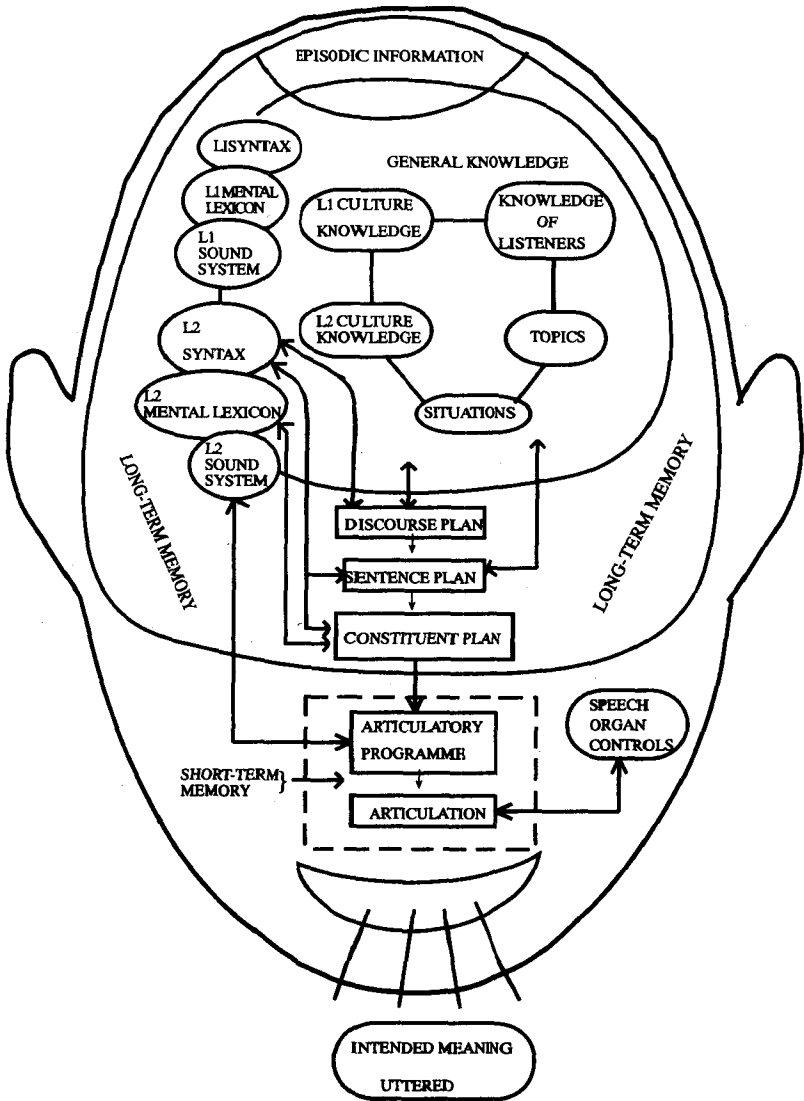 EPISODIC INFORMATION
LISYNTAX
L1 MENTAL
LEXICON
L1
SOUND
SYSTEM
L2
SYNTAX
L2
MENTAL LEXICON
L2
SOUND
SYSTEM
GENERAL KNOWLEDGE
L1 CULTURE
KNOWLEDGE
KNOWLEDGE
OF
LISTENERS
L2 CULTURE
KNOWLEDGE
TOPICS
SITUATIONS
LONG-TERM MEMORY
LONG-TERM MEMORY
DISCOURSE PLAN
SENTENCE PLAN
CONSTITUENT PLAN
ARTICULATORY
PROGRAMME
SPEECH
ORGAN
CONTROLS
SHORT-TERM
MEMORY }
ARTICULATION
INTENDED MEANING
UTTERED